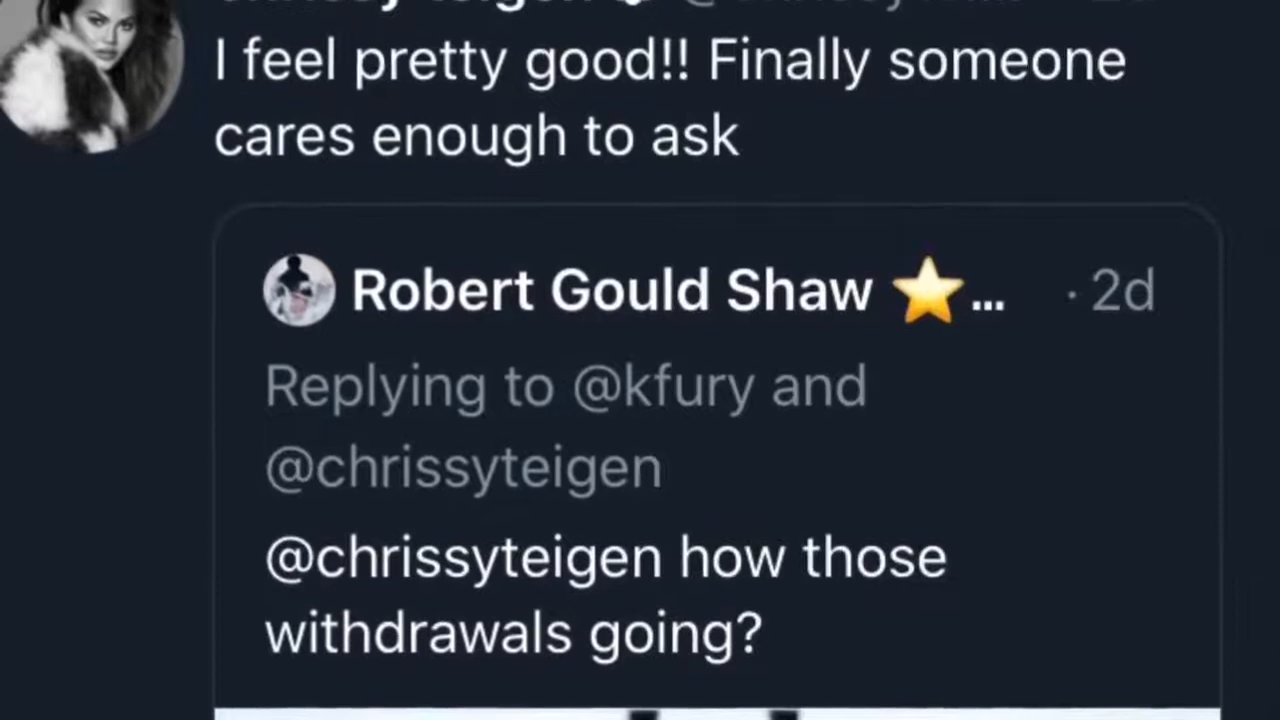 I feel pretty good!! Finally someone
cares enough to ask
Robert Gould Shaw ⭐... · 2d
Replying to @kfury and
@chrissyteigen
@chrissyteigen how those
withdrawals going?